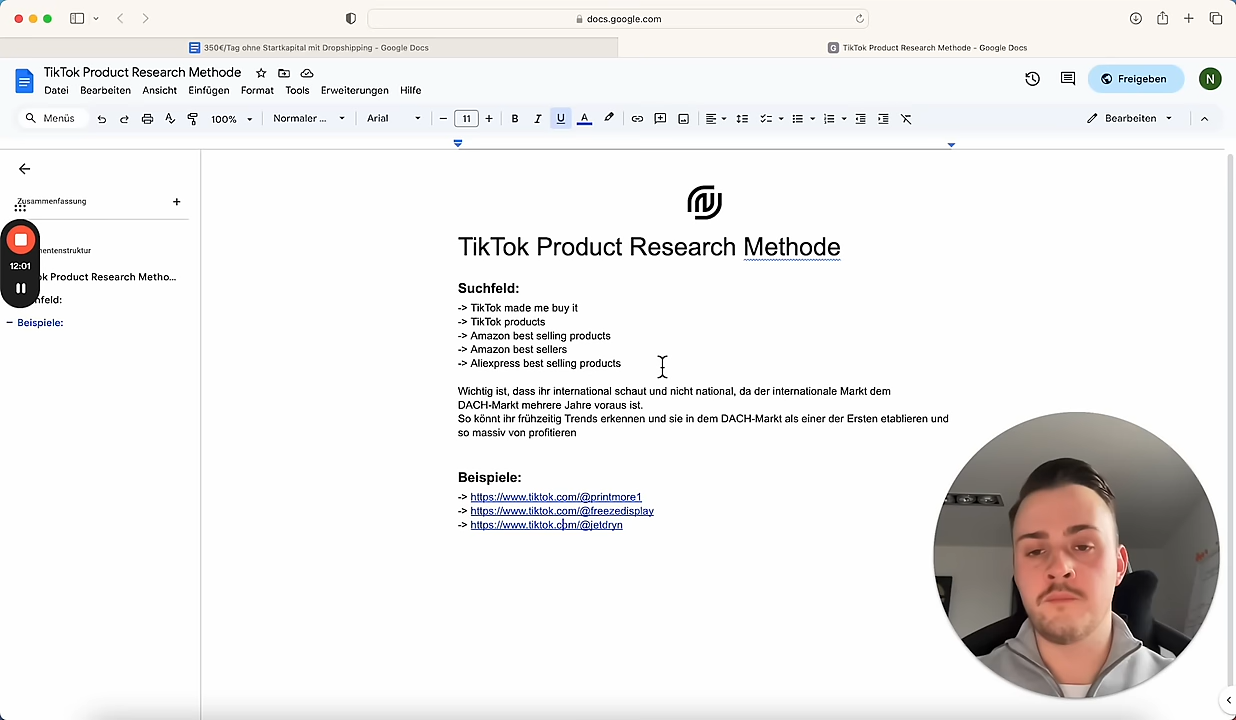 docs.google.com
350€/Tag ohne Startkapital mit Dropshipping - Google Docs
G TikTok Product Research Methode - Google Docs
TikTok Product Research Methode
Datei Bearbeiten Ansicht Einfügen Format Tools Erweiterungen Hilfe
Freigeben
N
Menüs
100%
Normaler ...
Arial
− 11 +
B I U A
Bearbeiten
Zusammenfassung
+
mentenstruktur
ok Product Research Metho...
hfeld:
Beispiele:
12:01
TikTok Product Research Methode
Suchfeld:
-> TikTok made me buy it
-> TikTok products
-> Amazon best selling products
-> Amazon best sellers
-> Aliexpress best selling products
Wichtig ist, dass ihr international schaut und nicht national, da der internationale Markt dem
DACH-Markt mehrere Jahre voraus ist.
So könnt ihr frühzeitig Trends erkennen und sie in dem DACH-Markt als einer der Ersten etablieren und
so massiv von profitieren
Beispiele:
-> https://www.tiktok.com/@printmore1
-> https://www.tiktok.com/@freezedisplay
-> https://www.tiktok.com/@jetdryn